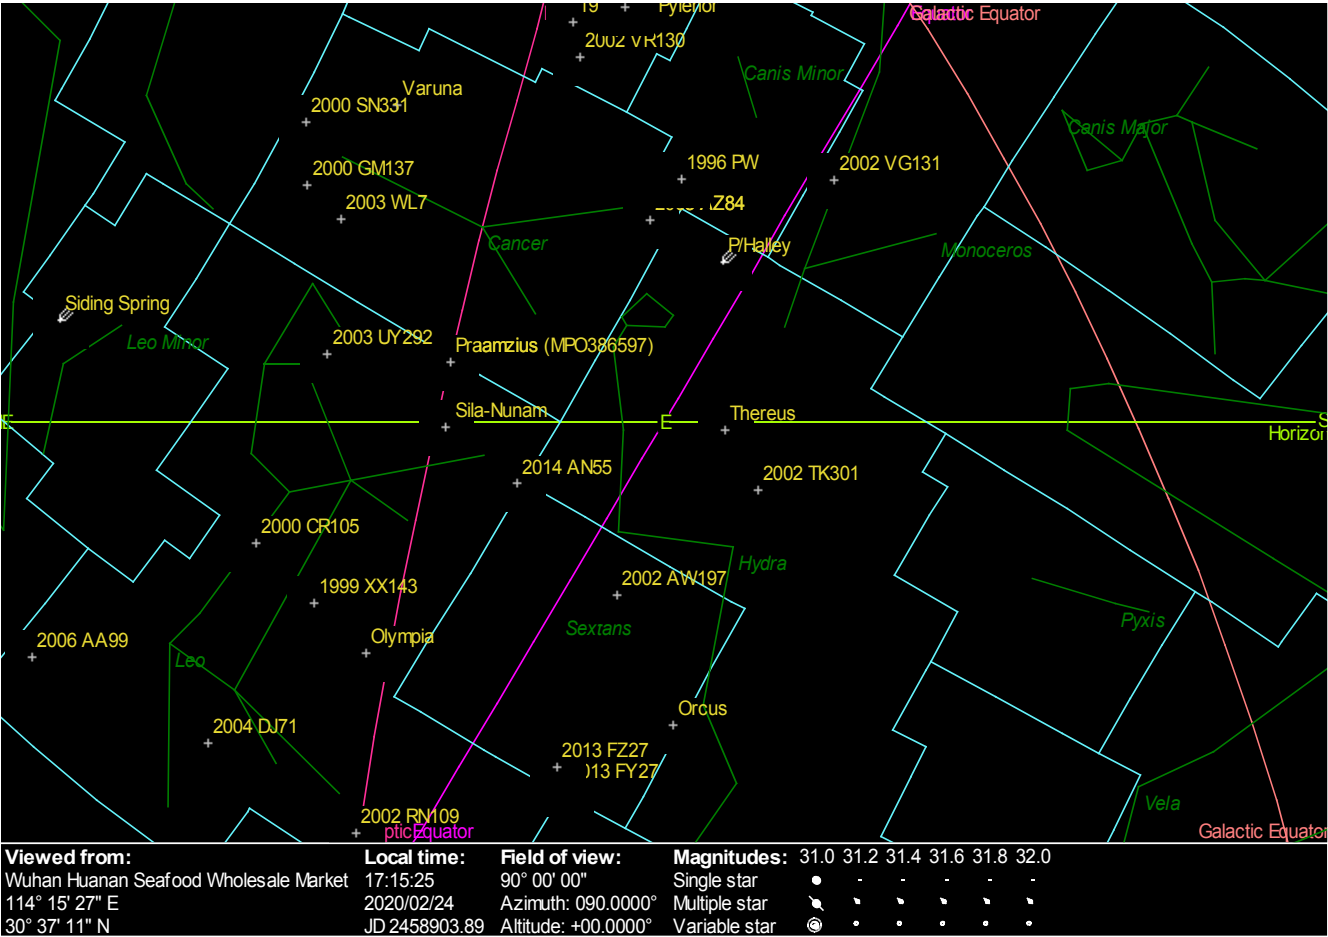 19
Pylenor
Galactic Equator
Equator
2002 VR130
Canis Minor
Varuna
2000 SN331
Canis Major
2000 GM137
1996 PW
2002 VG131
2003 WL7
AZ84
Cancer
P/Halley
Monoceros
Siding Spring
Leo Minor
2003 UY292
Praamzius (MPO386597)
Sila-Nunam
Thereus
E
E
S
Horizon
2014 AN55
2002 TK301
2000 CR105
Hydra
1999 XX143
2002 AW197
Pyxis
2006 AA99
Olympia
Sextans
Leo
Orcus
2004 DJ71
2013 FZ27
013 FY27
Vela
2002 RN109
ptic
Equator
Galactic Equator
Viewed from: Local time: Field of view: Magnitudes: 31.0 31.2 31.4 31.6 31.8 32.0
Wuhan Huanan Seafood Wholesale Market 17:15:25 90° 00' 00" Single star
114° 15' 27" E 2020/02/24 Azimuth: 090.0000° Multiple star
30° 37' 11" N JD 2458903.89 Altitude: +00.0000° Variable star